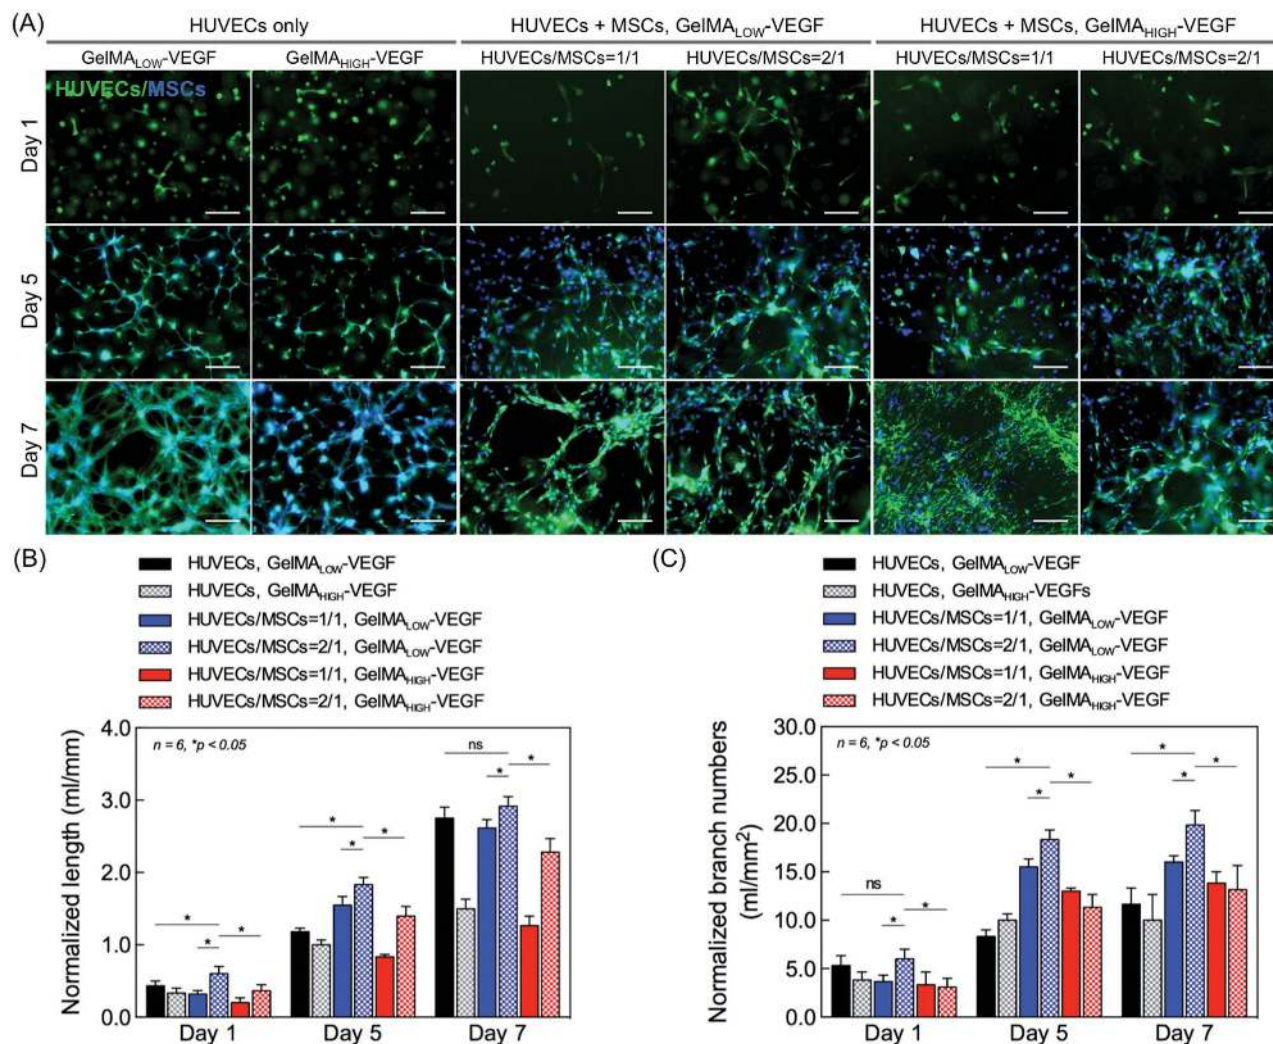 (A)
HUVECs only
HUVECs + MSCs, GelMALOW-VEGF
HUVECs + MSCs, GelMAHIGH-VEGF
GelMALOW-VEGF
GelMAHIGH-VEGF
HUVECs/MSCs=1/1
HUVECs/MSCs=2/1
HUVECs/MSCs=1/1
HUVECs/MSCs=2/1
HUVECs/MSCs
Day 1
Day 5
Day 7
(B)
HUVECs, GelMALOW-VEGF
HUVECs, GelMAHIGH-VEGF
HUVECs/MSCs=1/1, GelMALOW-VEGF
HUVECs/MSCs=2/1, GelMALOW-VEGF
HUVECs/MSCs=1/1, GelMAHIGH-VEGF
HUVECs/MSCs=2/1, GelMAHIGH-VEGF
Normalized length (ml/mm)
4.0
3.0
2.0
1.0
0.0
n = 6, *p < 0.05
* * *
* * *
ns * *
Day 1
Day 5
Day 7
(C)
HUVECs, GelMALOW-VEGF
HUVECs, GelMAHIGH-VEGFs
HUVECs/MSCs=1/1, GelMALOW-VEGF
HUVECs/MSCs=2/1, GelMALOW-VEGF
HUVECs/MSCs=1/1, GelMAHIGH-VEGF
HUVECs/MSCs=2/1, GelMAHIGH-VEGF
Normalized branch numbers
(ml/mm²)
30.0
25.0
20.0
15.0
10.0
5.0
0.0
n = 6, *p < 0.05
ns * *
* * *
* * *
Day 1
Day 5
Day 7